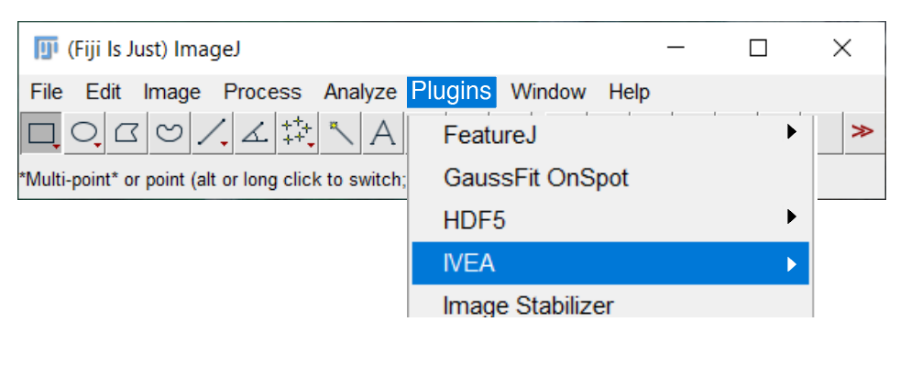 (Fiji Is Just) ImageJ
File Edit Image Process Analyze Plugins Window Help
A
*Multi-point* or point (alt or long click to switch;
FeatureJ
GaussFit OnSpot
HDF5
IVEA
Image Stabilizer